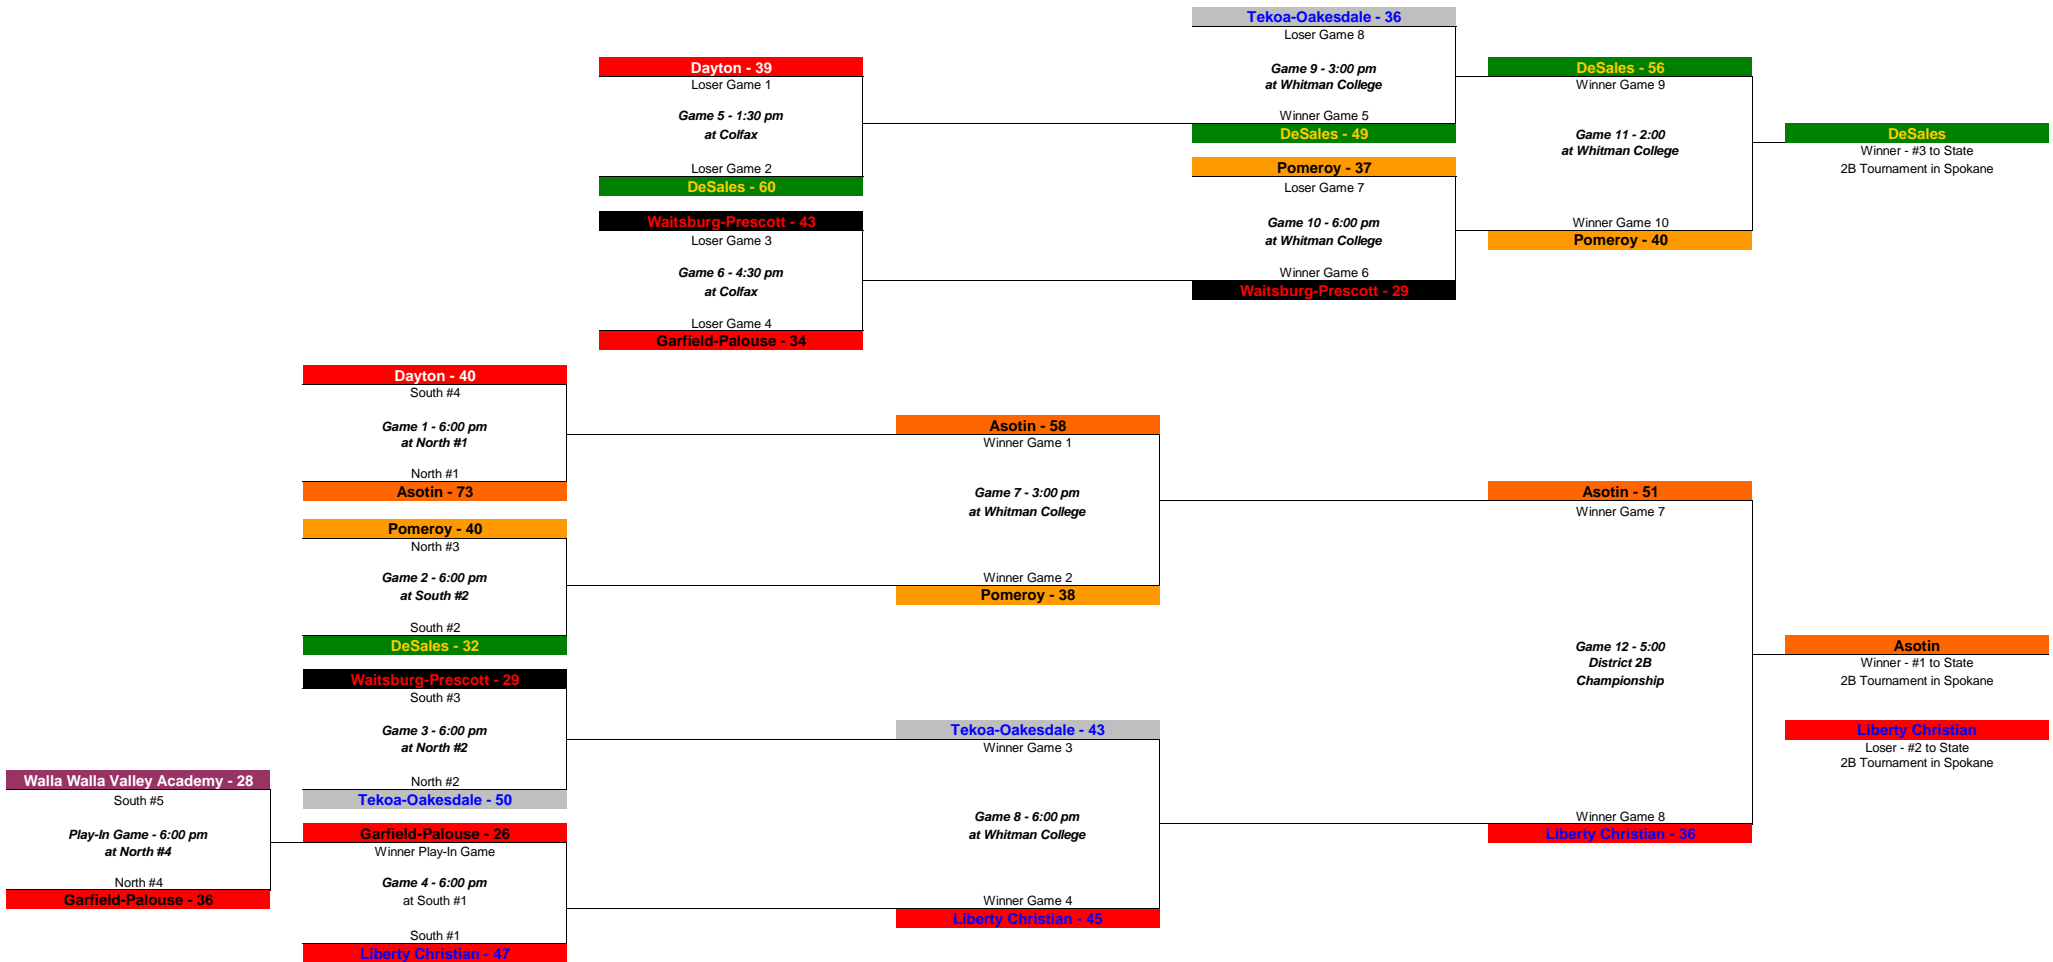 Tekoa-Oakesdale - 36
Loser Game 8
Game 9 - 3:00 pm
at Whitman College
Winner Game 5
DeSales - 49
Dayton - 39
Loser Game 1
Game 5 - 1:30 pm
at Colfax
Loser Game 2
DeSales - 60
DeSales - 56
Winner Game 9
Game 11 - 2:00
at Whitman College
Winner Game 10
Pomeroy - 40
DeSales
Winner - #3 to State
2B Tournament in Spokane
Pomeroy - 37
Loser Game 7
Game 10 - 6:00 pm
at Whitman College
Winner Game 6
Waitsburg-Prescott - 29
Waitsburg-Prescott - 43
Loser Game 3
Game 6 - 4:30 pm
at Colfax
Loser Game 4
Garfield-Palouse - 34
Dayton - 40
South #4
Game 1 - 6:00 pm
at North #1
North #1
Asotin - 73
Asotin - 58
Winner Game 1
Game 7 - 3:00 pm
at Whitman College
Winner Game 2
Pomeroy - 38
Pomeroy - 40
North #3
Game 2 - 6:00 pm
at South #2
South #2
DeSales - 32
Asotin - 51
Winner Game 7
Game 12 - 5:00
District 2B
Championship
Winner Game 8
Liberty Christian - 36
Asotin
Winner - #1 to State
2B Tournament in Spokane
Liberty Christian
Loser - #2 to State
2B Tournament in Spokane
Waitsburg-Prescott - 29
South #3
Game 3 - 6:00 pm
at North #2
North #2
Tekoa-Oakesdale - 50
Tekoa-Oakesdale - 43
Winner Game 3
Game 8 - 6:00 pm
at Whitman College
Winner Game 4
Liberty Christian - 45
Walla Walla Valley Academy - 28
South #5
Play-In Game - 6:00 pm
at North #4
North #4
Garfield-Palouse - 36
Garfield-Palouse - 26
Winner Play-In Game
Game 4 - 6:00 pm
at South #1
South #1
Liberty Christian - 47